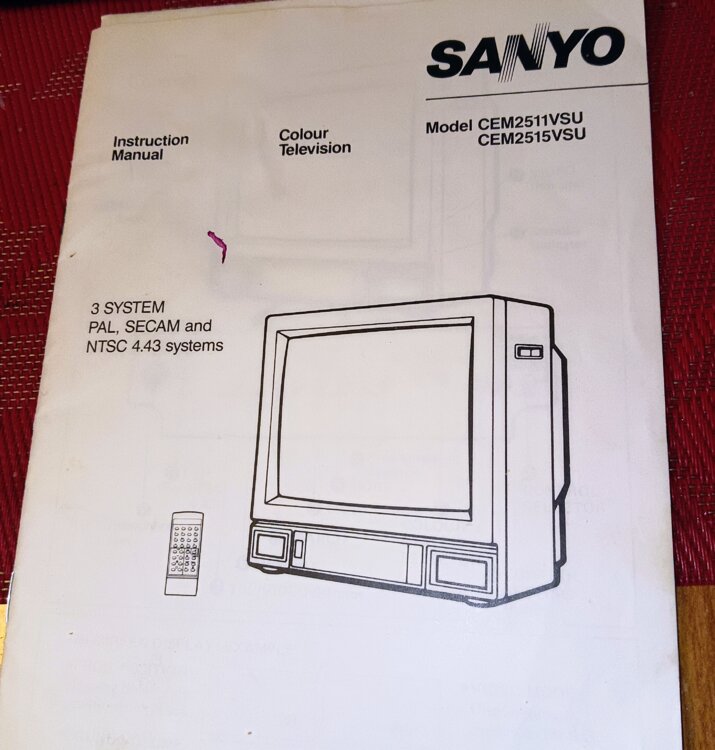 SANYO
Instruction
Manual
Colour
Television
Model CEM2511VSU
CEM2515VSU
3 SYSTEM
PAL, SECAM and
NTSC 4.43 systems